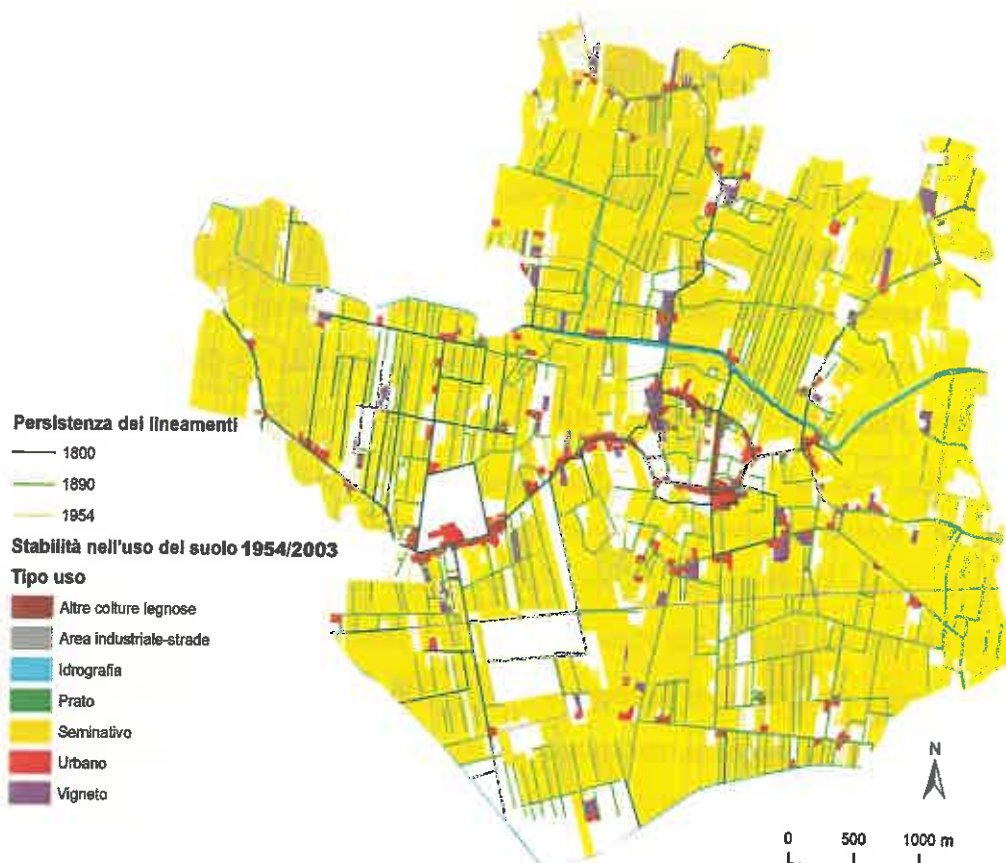 Persistenza dei lineamenti
1800
1890
1954
Stabilità nell'uso del suolo 1954/2003
Tipo uso
Altre colture legnose
Area industriale-strade
Idrografia
Prato
Seminativo
Urbano
Vigneto
N
0 500 1000 m